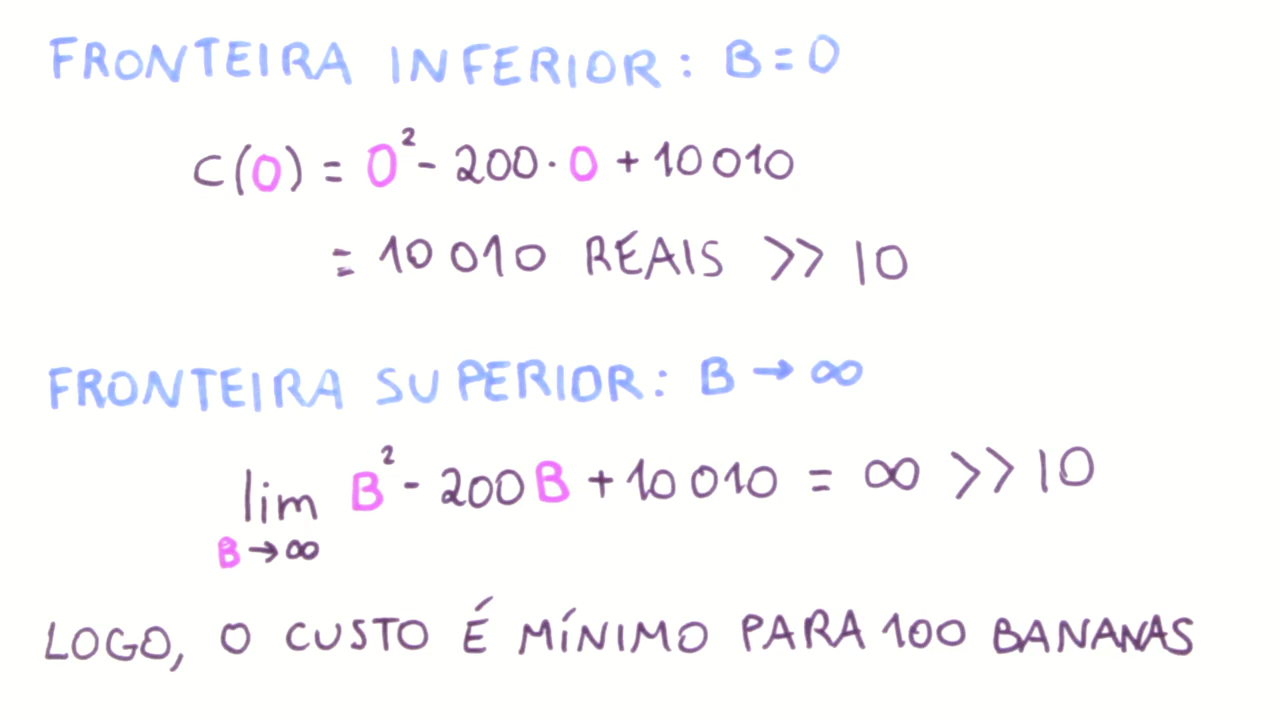 FRONTEIRA INFERIOR: B=0
C(0) = 0² - 200·0 + 10010
= 10010 REAIS >> 10
FRONTEIRA SUPERIOR: B → ∞
lim B² - 200B + 10010 = ∞ >> 10
B→∞
LOGO, O CUSTO É MÍNIMO PARA 100 BANANAS